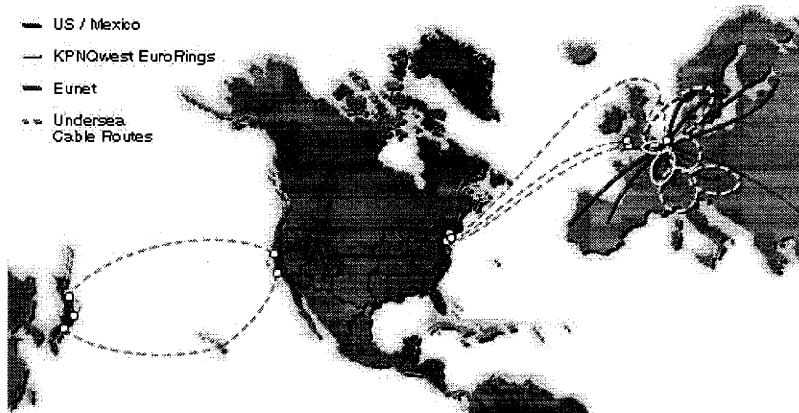 US / Mexico
KPNQwest EuroRings
Eunet
Undersea
Cable Routes